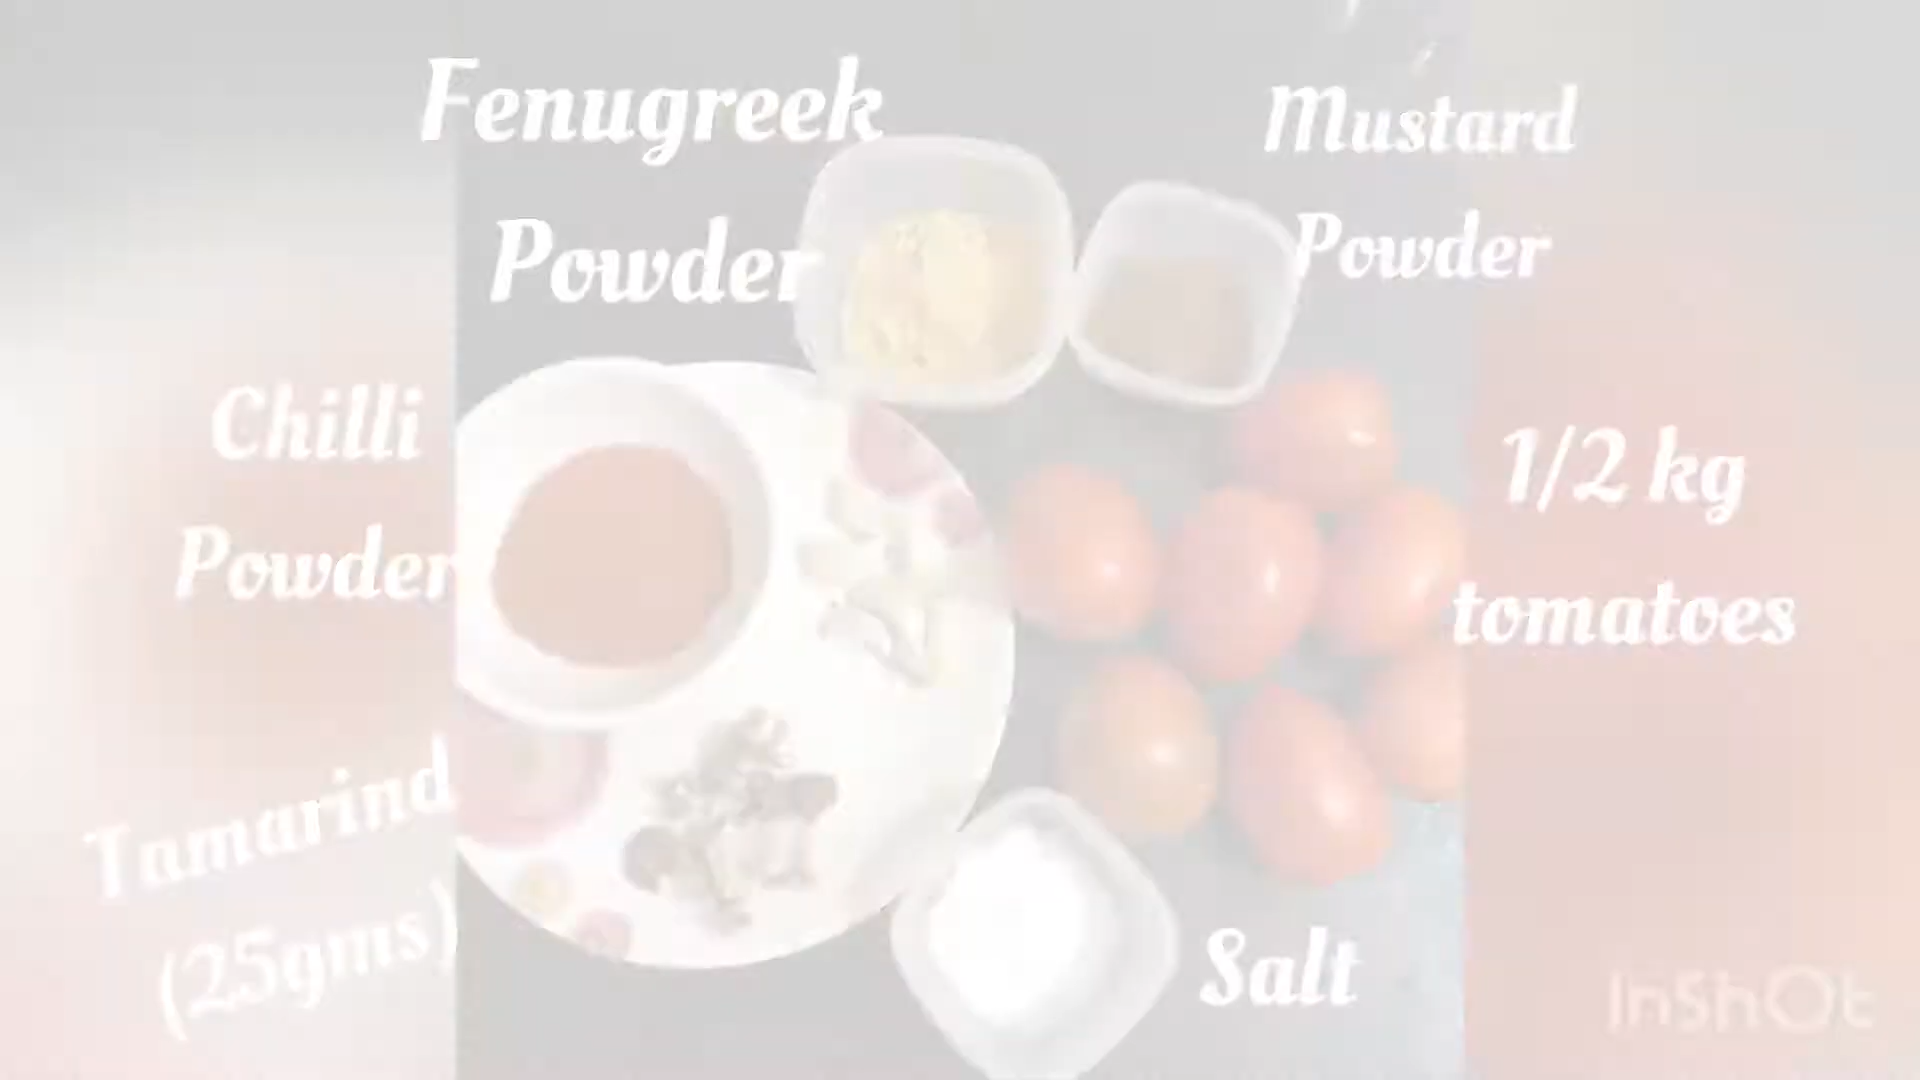 Fenugreek
Powder
Mustard
Powder
Chilli
Powder
1/2 kg
tomatoes
Tamarind
(25gms)
Salt
InShOt